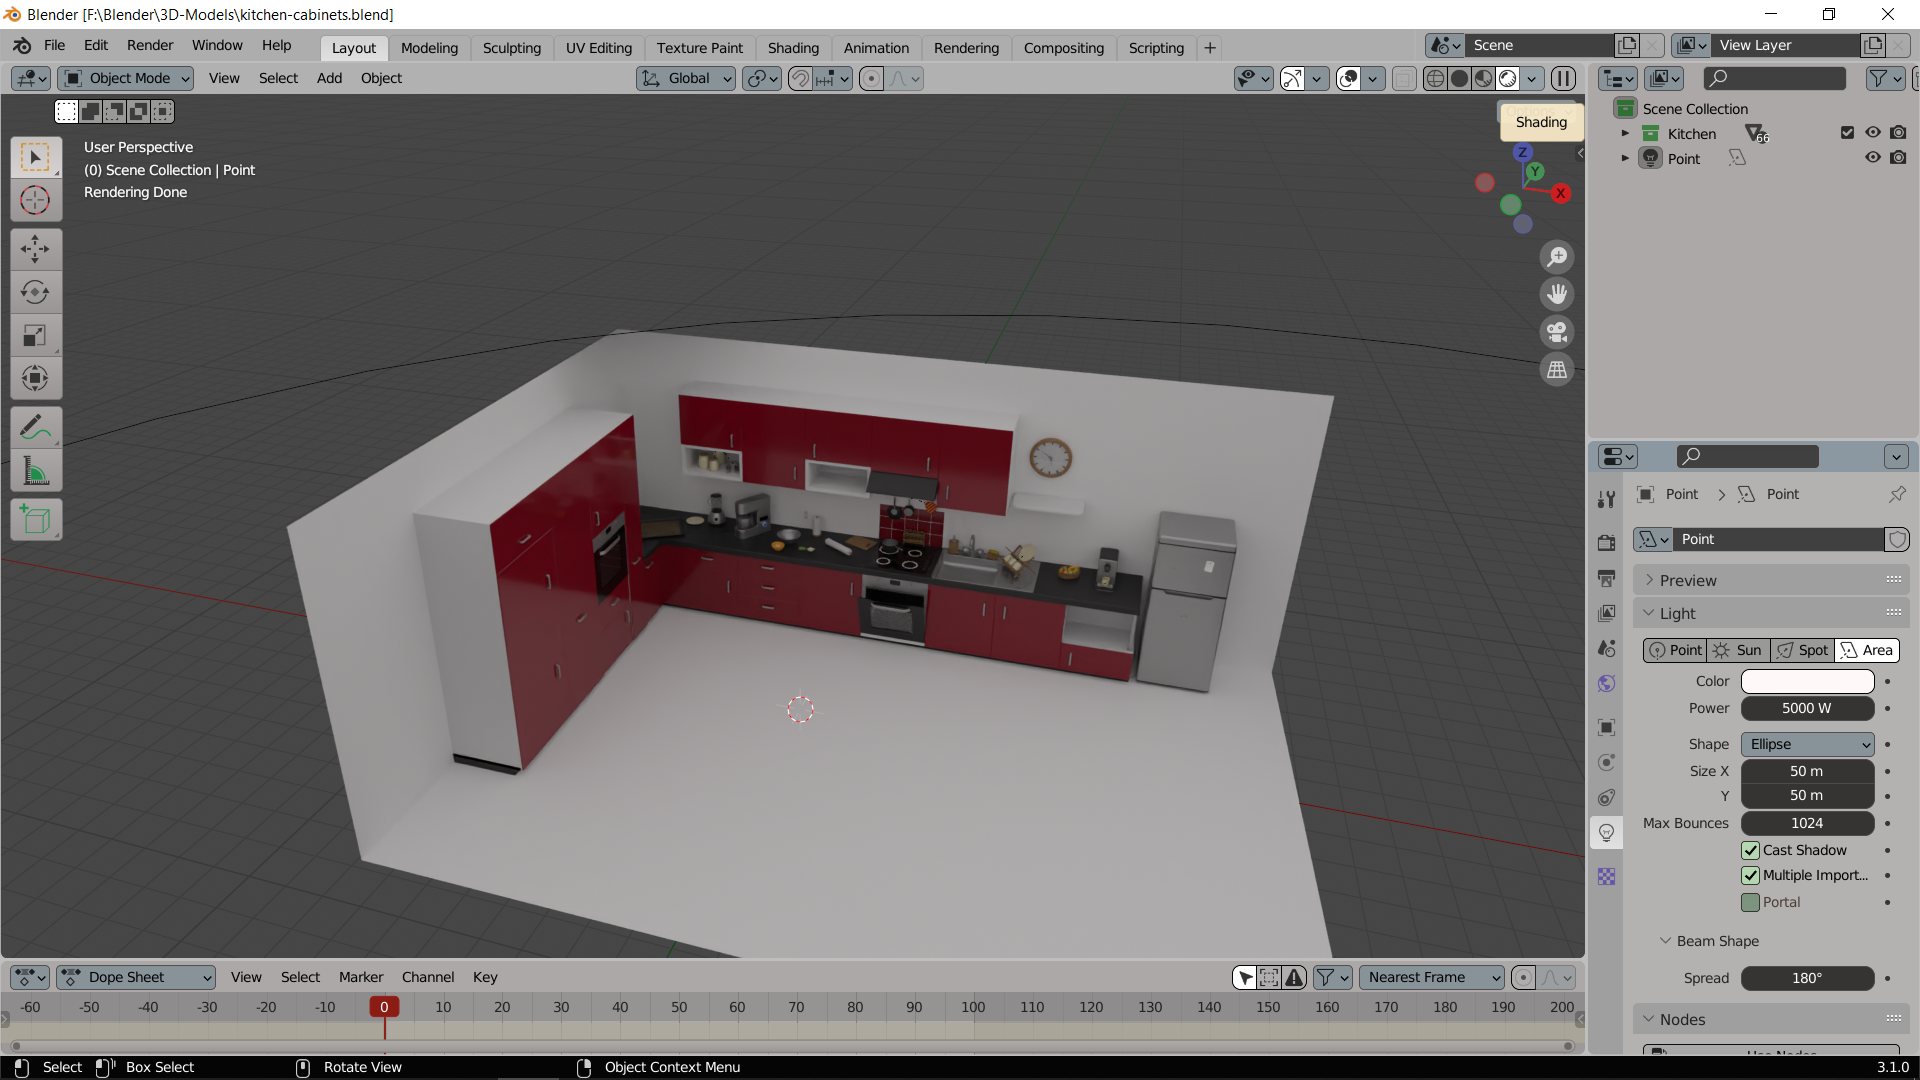 Blender [F:\Blender\3D-Models\kitchen-cabinets.blend]
File Edit Render Window Help Layout Modeling Sculpting UV Editing Texture Paint Shading Animation Rendering Compositing Scripting + Scene View Layer
Object Mode View Select Add Object Global
Shading
User Perspective
(0) Scene Collection | Point
Rendering Done
Z
Y
X
Scene Collection
Kitchen 66
Point
Point > Point
Point
Preview
Light
Point Sun Spot Area
Color
Power 5000 W
Shape Ellipse
Size X 50 m
Y 50 m
Max Bounces 1024
Cast Shadow
Multiple Import...
Portal
Beam Shape
Spread 180°
Nodes
Dope Sheet View Select Marker Channel Key Nearest Frame
-60 -50 -40 -30 -20 -10 0 10 20 30 40 50 60 70 80 90 100 110 120 130 140 150 160 170 180 190 200
Select Box Select Rotate View Object Context Menu 3.1.0